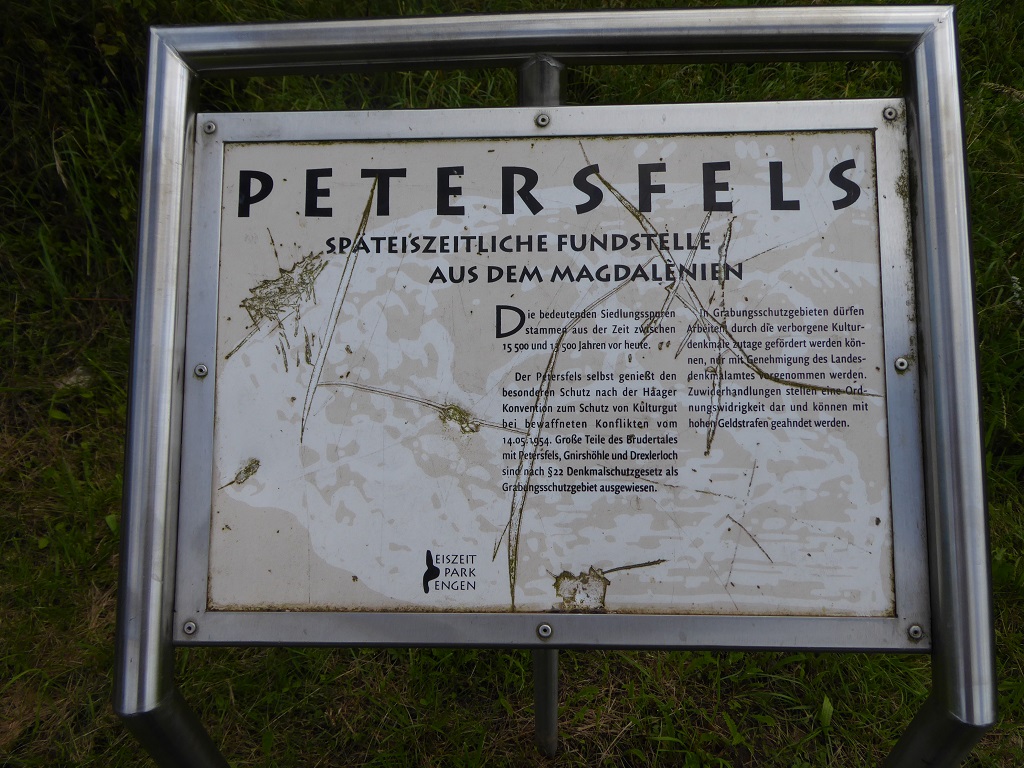 PETERSFELS
SPÄTEISZEITLICHE FUNDSTELLE
AUS DEM MAGDALÉNIEN
Die bedeutenden Siedlungsspuren
stammen aus der Zeit zwischen
15 500 und 13 500 Jahren vor heute.
Der Petersfels selbst genießt den
besonderen Schutz nach der Haager
Konvention zum Schutz von Kulturgut
bei bewaffneten Konflikten vom
14.05.1954. Große Teile des Brudertales
mit Petersfels, Gnirshöhle und Drexlerloch
sind nach §22 Denkmalschutzgesetz als
Grabungsschutzgebiet ausgewiesen.
In Grabungsschutzgebieten dürfen
Arbeiten, durch die verborgene Kultur-
denkmale zutage gefördert werden kön-
nen, nur mit Genehmigung des Landes-
denkmalamtes vorgenommen werden.
Zuwiderhandlungen stellen eine Ord-
nungswidrigkeit dar und können mit
hohen Geldstrafen geahndet werden.
EISZEIT
PARK
ENGEN